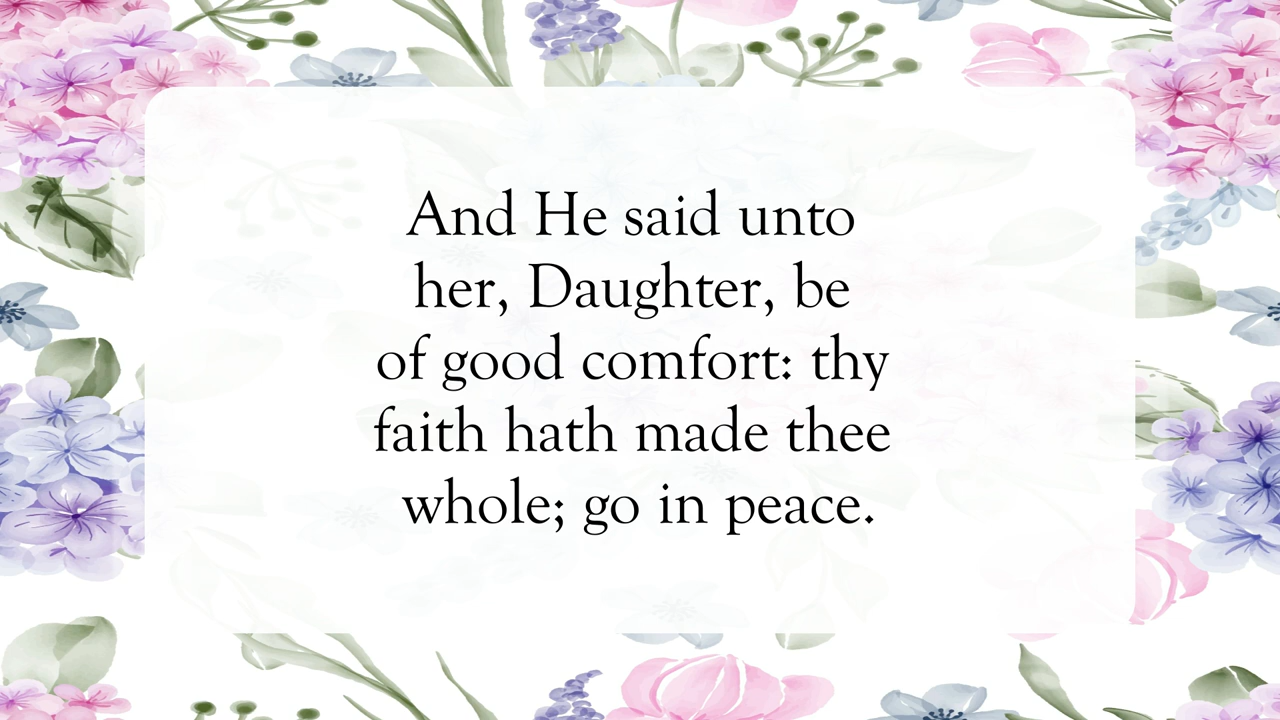 And He said unto
her, Daughter, be
of good comfort: thy
faith hath made thee
whole; go in peace.